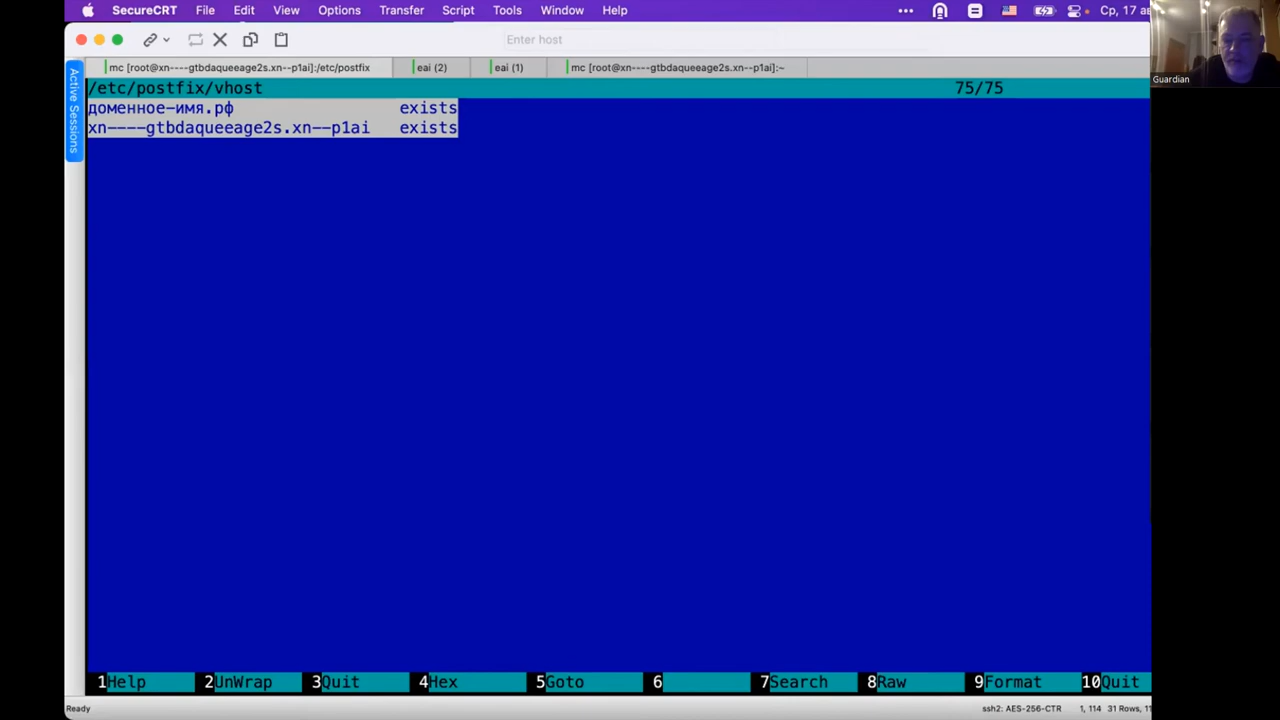 SecureCRT File Edit View Options Transfer Script Tools Window Help ••• Ср, 17 ав
Enter host
mc [root@xn----gtbdaqueeage2s.xn--p1ai]:/etc/postfix eai (2) eai (1) mc [root@xn----gtbdaqueeage2s.xn--p1ai]:~
Guardian
Active Sessions
/etc/postfix/vhost 75/75
доменное-имя.рф exists
xn----gtbdaqueeage2s.xn--p1ai exists
1Help 2UnWrap 3Quit 4Hex 5Goto 6 7Search 8Raw 9Format 10Quit
Ready ssh2: AES-256-CTR 1, 114 31 Rows, 11